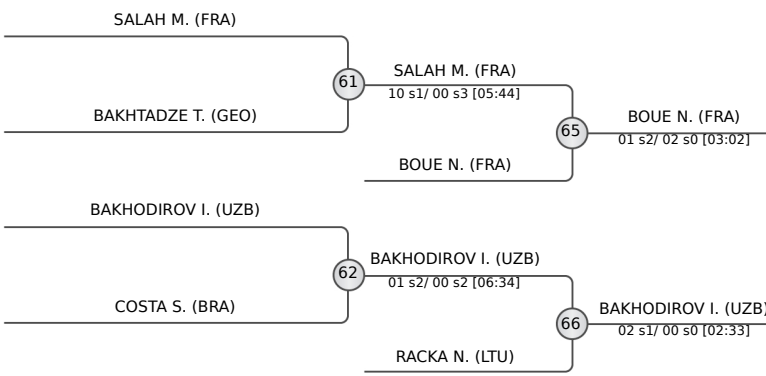 SALAH M. (FRA)
61
SALAH M. (FRA)
10 s1/ 00 s3 [05:44]
BAKHTADZE T. (GEO)
65
BOUE N. (FRA)
01 s2/ 02 s0 [03:02]
BOUE N. (FRA)
BAKHODIROV I. (UZB)
62
BAKHODIROV I. (UZB)
01 s2/ 00 s2 [06:34]
COSTA S. (BRA)
66
BAKHODIROV I. (UZB)
02 s1/ 00 s0 [02:33]
RACKA N. (LTU)